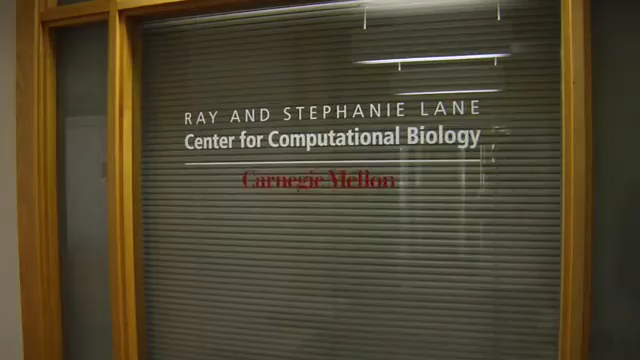 RAY AND STEPHANIE LANE
Center for Computational Biology
Carnegie Mellon